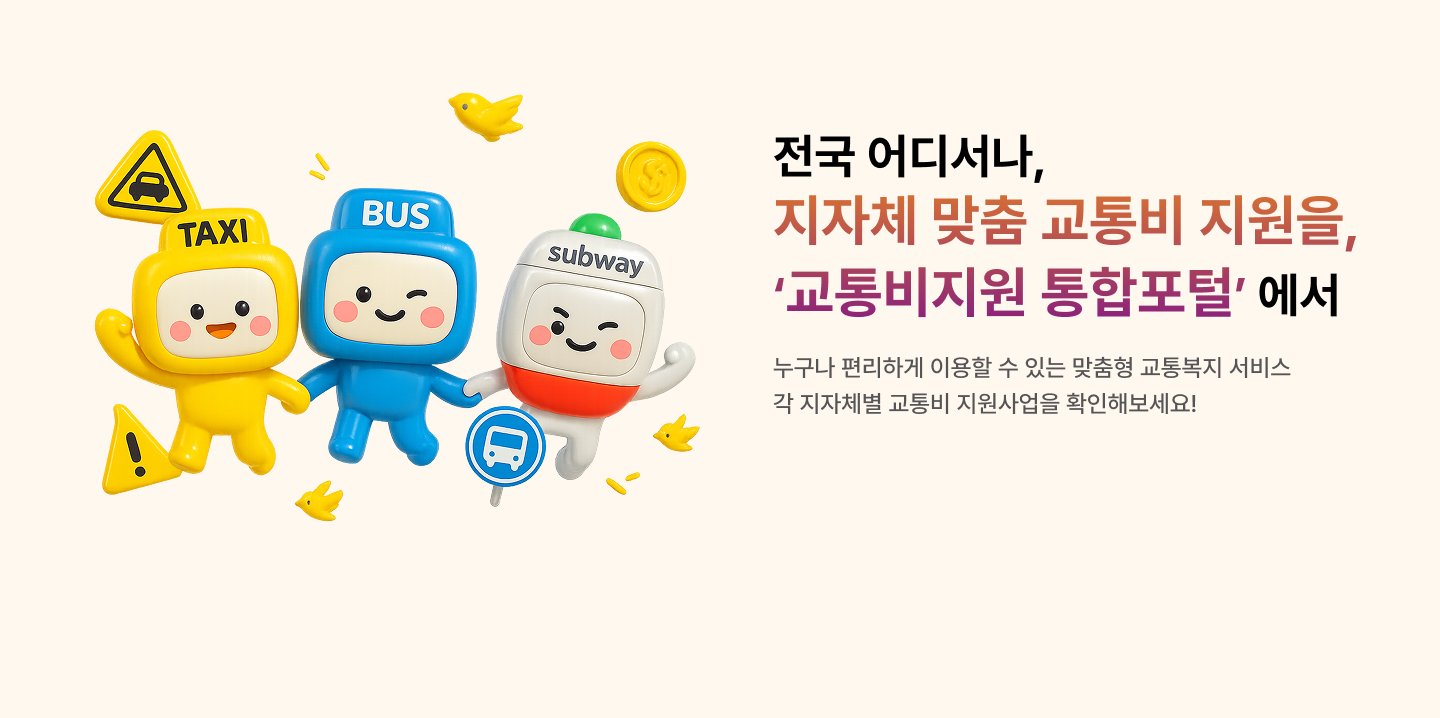 전국 어디서나,
지자체 맞춤 교통비 지원을,
‘교통비지원 통합포털’ 에서
누구나 편리하게 이용할 수 있는 맞춤형 교통복지 서비스
각 지자체별 교통비 지원사업을 확인해보세요!
TAXI
BUS
subway
$
!